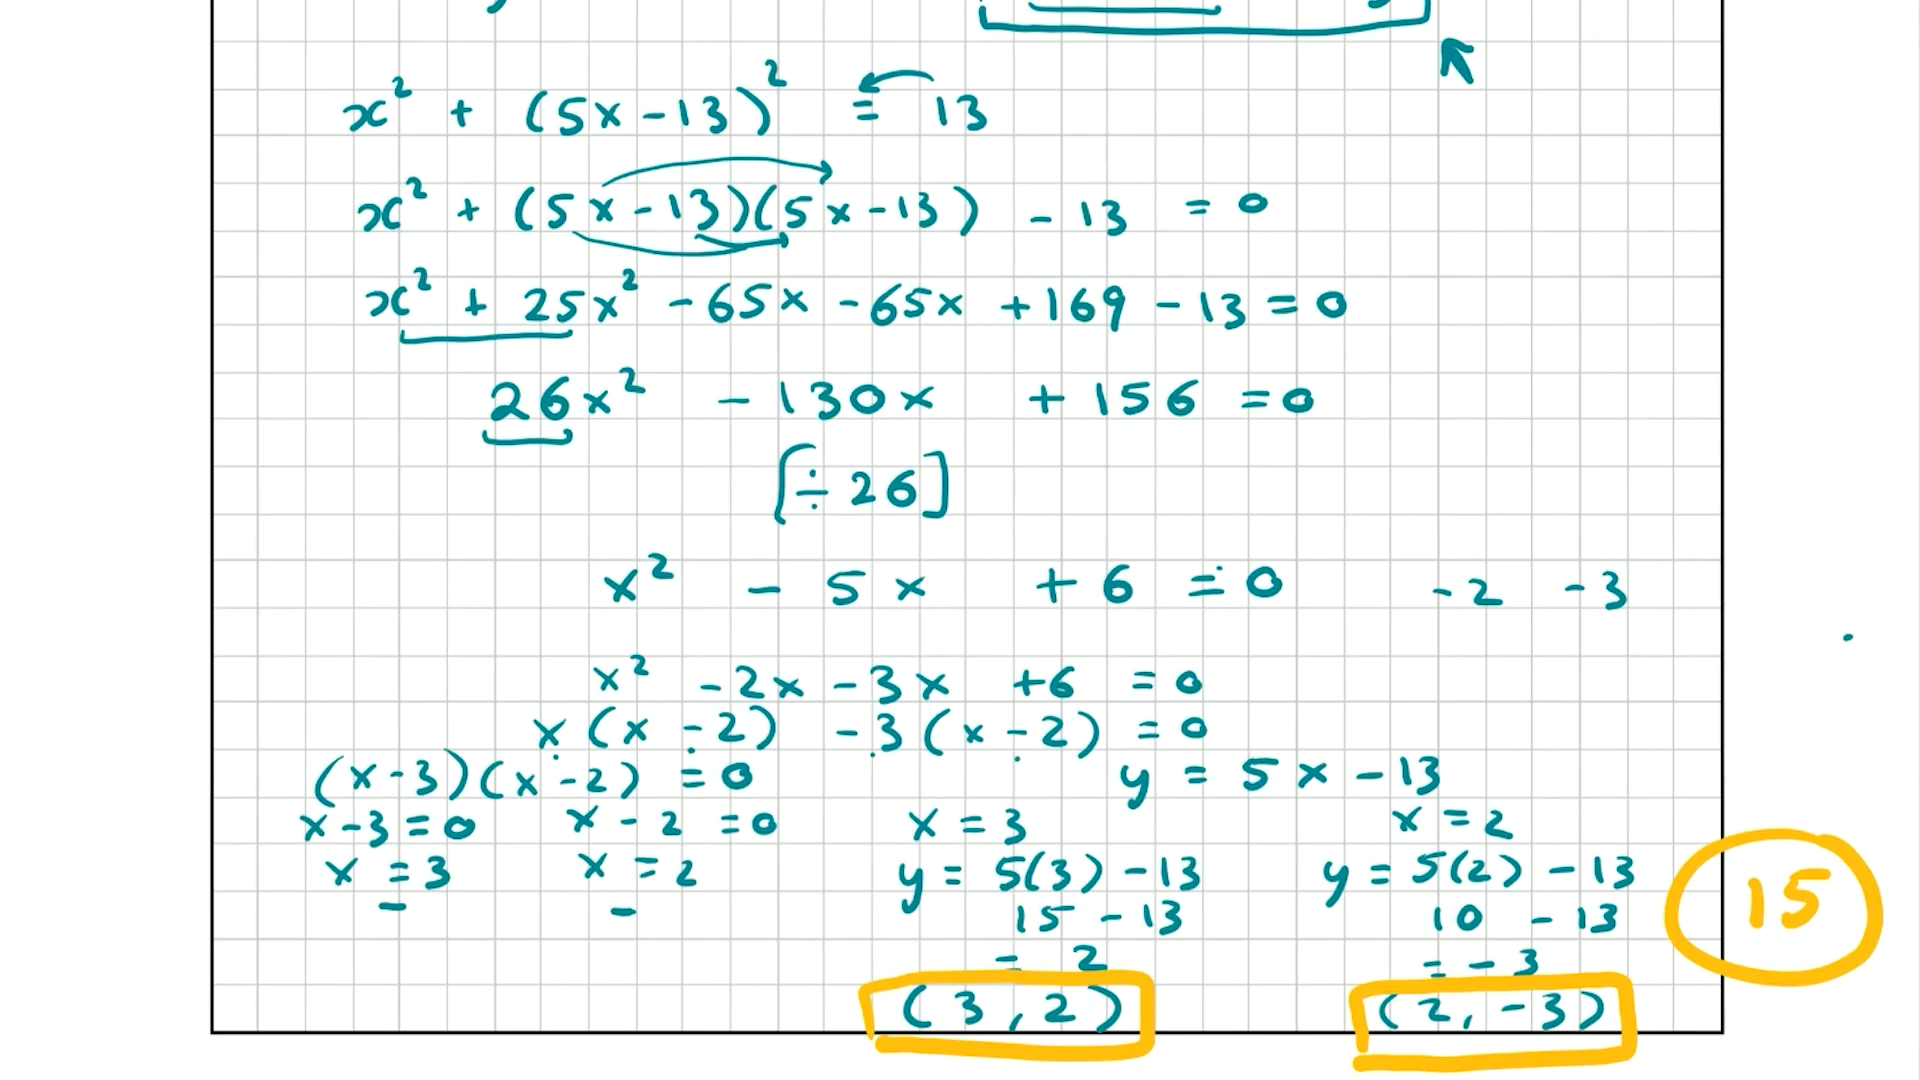 x² + (5x - 13)² = 13
x² + (5x - 13)(5x - 13) - 13 = 0
x² + 25x² - 65x - 65x + 169 - 13 = 0
26x² - 130x + 156 = 0
[÷ 26]
x² - 5x + 6 = 0 -2 -3
x² - 2x - 3x + 6 = 0
x(x - 2) - 3(x - 2) = 0
(x - 3)(x - 2) = 0
x - 3 = 0 x - 2 = 0
x = 3 x = 2
y = 5x - 13
x = 3
y = 5(3) - 13
15 - 13
= 2
(3, 2)
x = 2
y = 5(2) - 13
10 - 13
= -3
(2, -3)
15